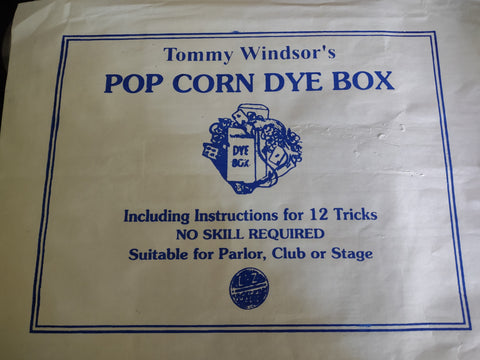 Tommy Windsor's
POP CORN DYE BOX
DYE
BOX
Including Instructions for 12 Tricks
NO SKILL REQUIRED
Suitable for Parlor, Club or Stage